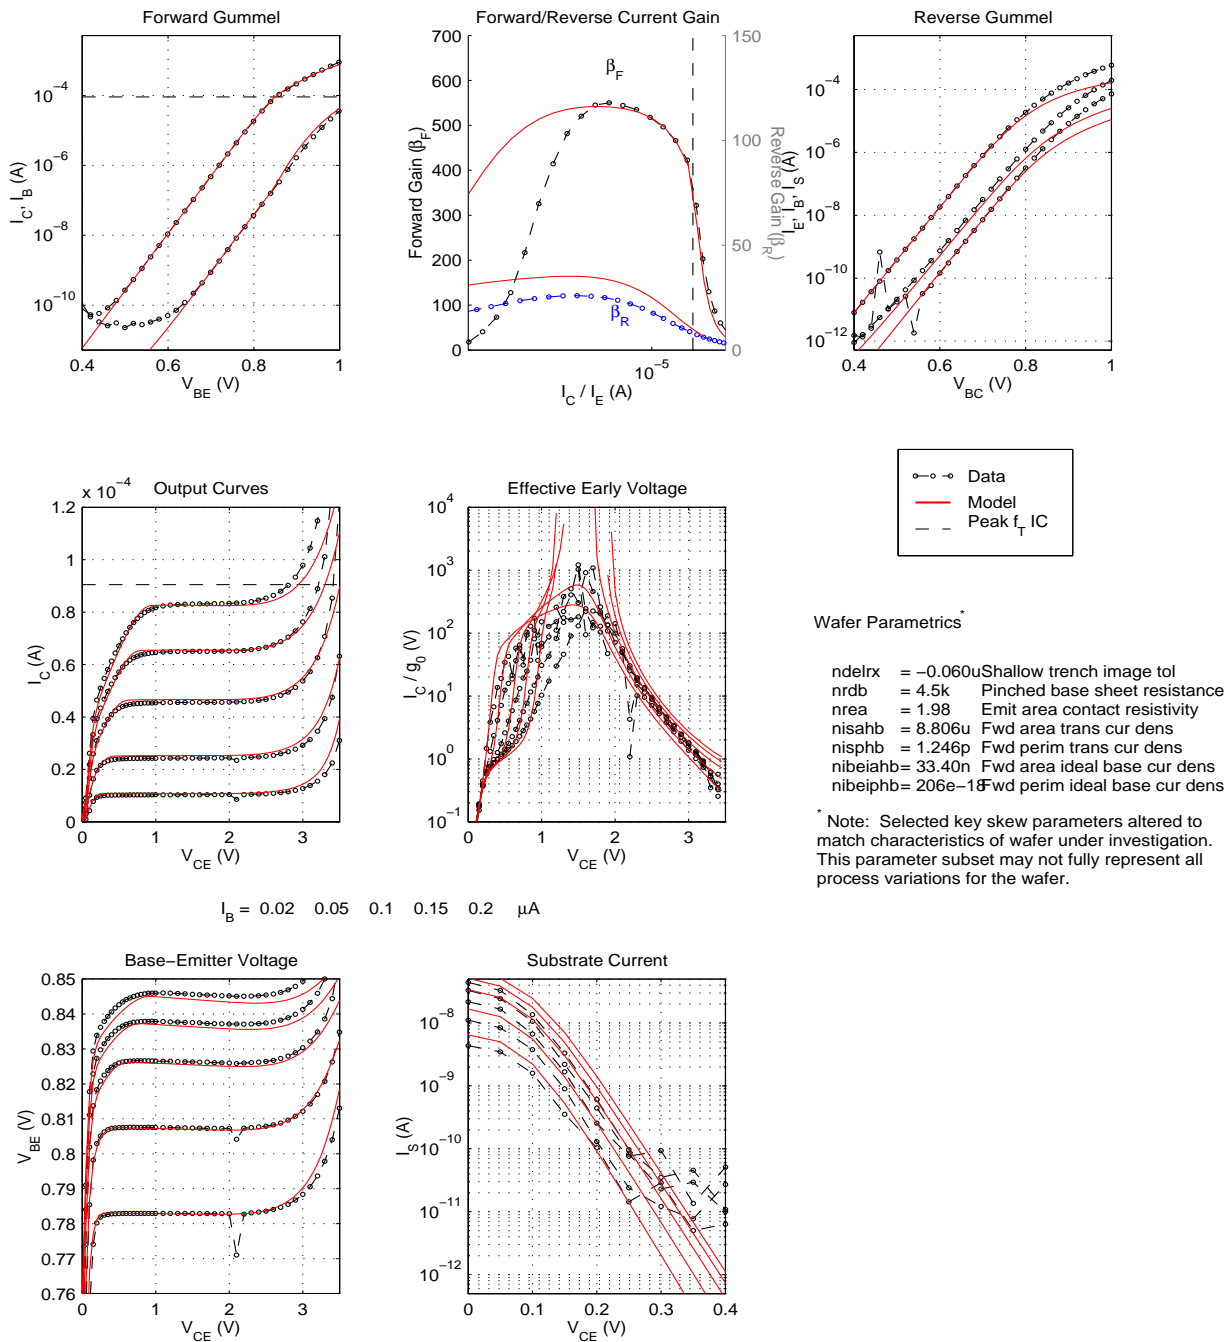 Forward Gummel
10^-4
10^-6
10^-8
10^-10
I_C, I_B (A)
0.4 0.6 0.8 1
V_BE (V)
Forward/Reverse Current Gain
700
600
500
400
300
200
100
0
Forward Gain (β_F)
β_F
β_R
150
100
50
0
Reverse Gain (β_R)
10^-5
I_C / I_E (A)
Reverse Gummel
10^-4
10^-6
10^-8
10^-10
10^-12
I_E, I_B, I_S (A)
0.4 0.6 0.8 1
V_BC (V)
Output Curves
x 10^-4
1.2
1
0.8
0.6
0.4
0.2
0
I_C (A)
0 1 2 3
V_CE (V)
Effective Early Voltage
10^4
10^3
10^2
10^1
10^0
10^-1
I_C / g_0 (V)
0 1 2 3
V_CE (V)
Data
Model
Peak f_T IC
Wafer Parametrics*
ndelrx = −0.060uShallow trench image tol
nrdb = 4.5k Pinched base sheet resistance
nrea = 1.98 Emit area contact resistivity
nisahb = 8.806u Fwd area trans cur dens
nisphb = 1.246p Fwd perim trans cur dens
nibeiahb= 33.40n Fwd area ideal base cur dens
nibeiphb= 206e−18Fwd perim ideal base cur dens
* Note: Selected key skew parameters altered to
match characteristics of wafer under investigation.
This parameter subset may not fully represent all
process variations for the wafer.
I_B = 0.02 0.05 0.1 0.15 0.2 μA
Base−Emitter Voltage
0.85
0.84
0.83
0.82
0.81
0.8
0.79
0.78
0.77
0.76
V_BE (V)
0 1 2 3
V_CE (V)
Substrate Current
10^-8
10^-9
10^-10
10^-11
10^-12
I_S (A)
0 0.1 0.2 0.3 0.4
V_CE (V)